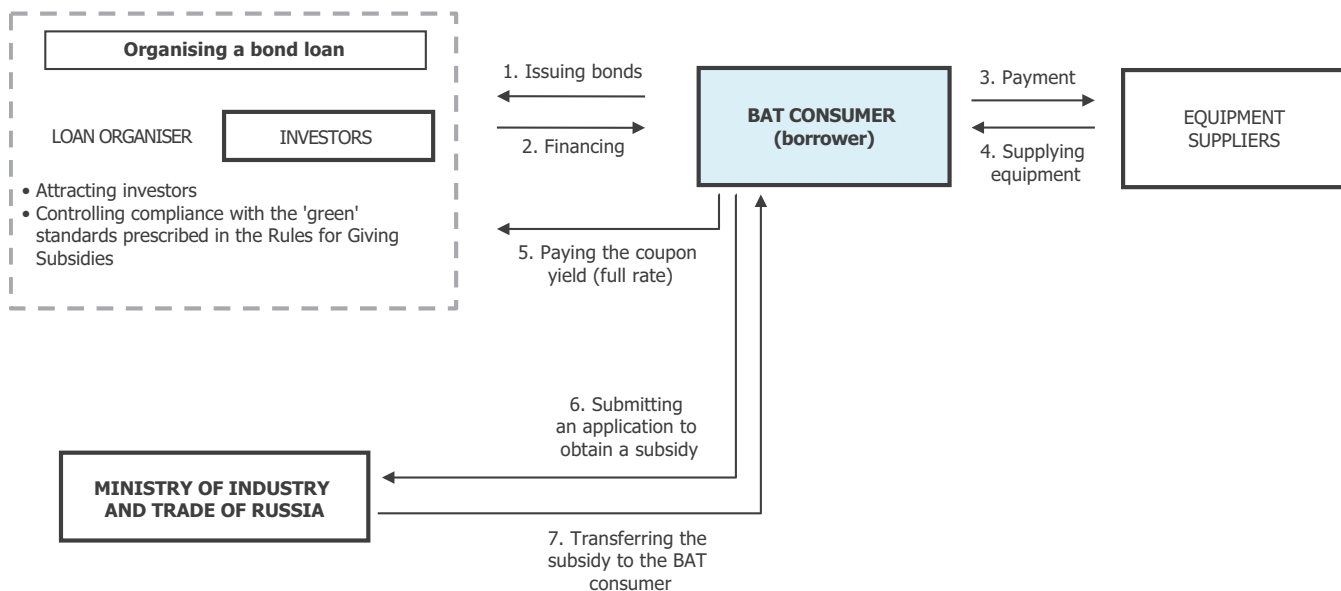 Organising a bond loan
LOAN ORGANISER
INVESTORS
• Attracting investors
• Controlling compliance with the 'green'
standards prescribed in the Rules for Giving
Subsidies
1. Issuing bonds
2. Financing
BAT CONSUMER
(borrower)
3. Payment
4. Supplying
equipment
EQUIPMENT
SUPPLIERS
5. Paying the coupon
yield (full rate)
6. Submitting
an application to
obtain a subsidy
MINISTRY OF INDUSTRY
AND TRADE OF RUSSIA
7. Transferring the
subsidy to the BAT
consumer